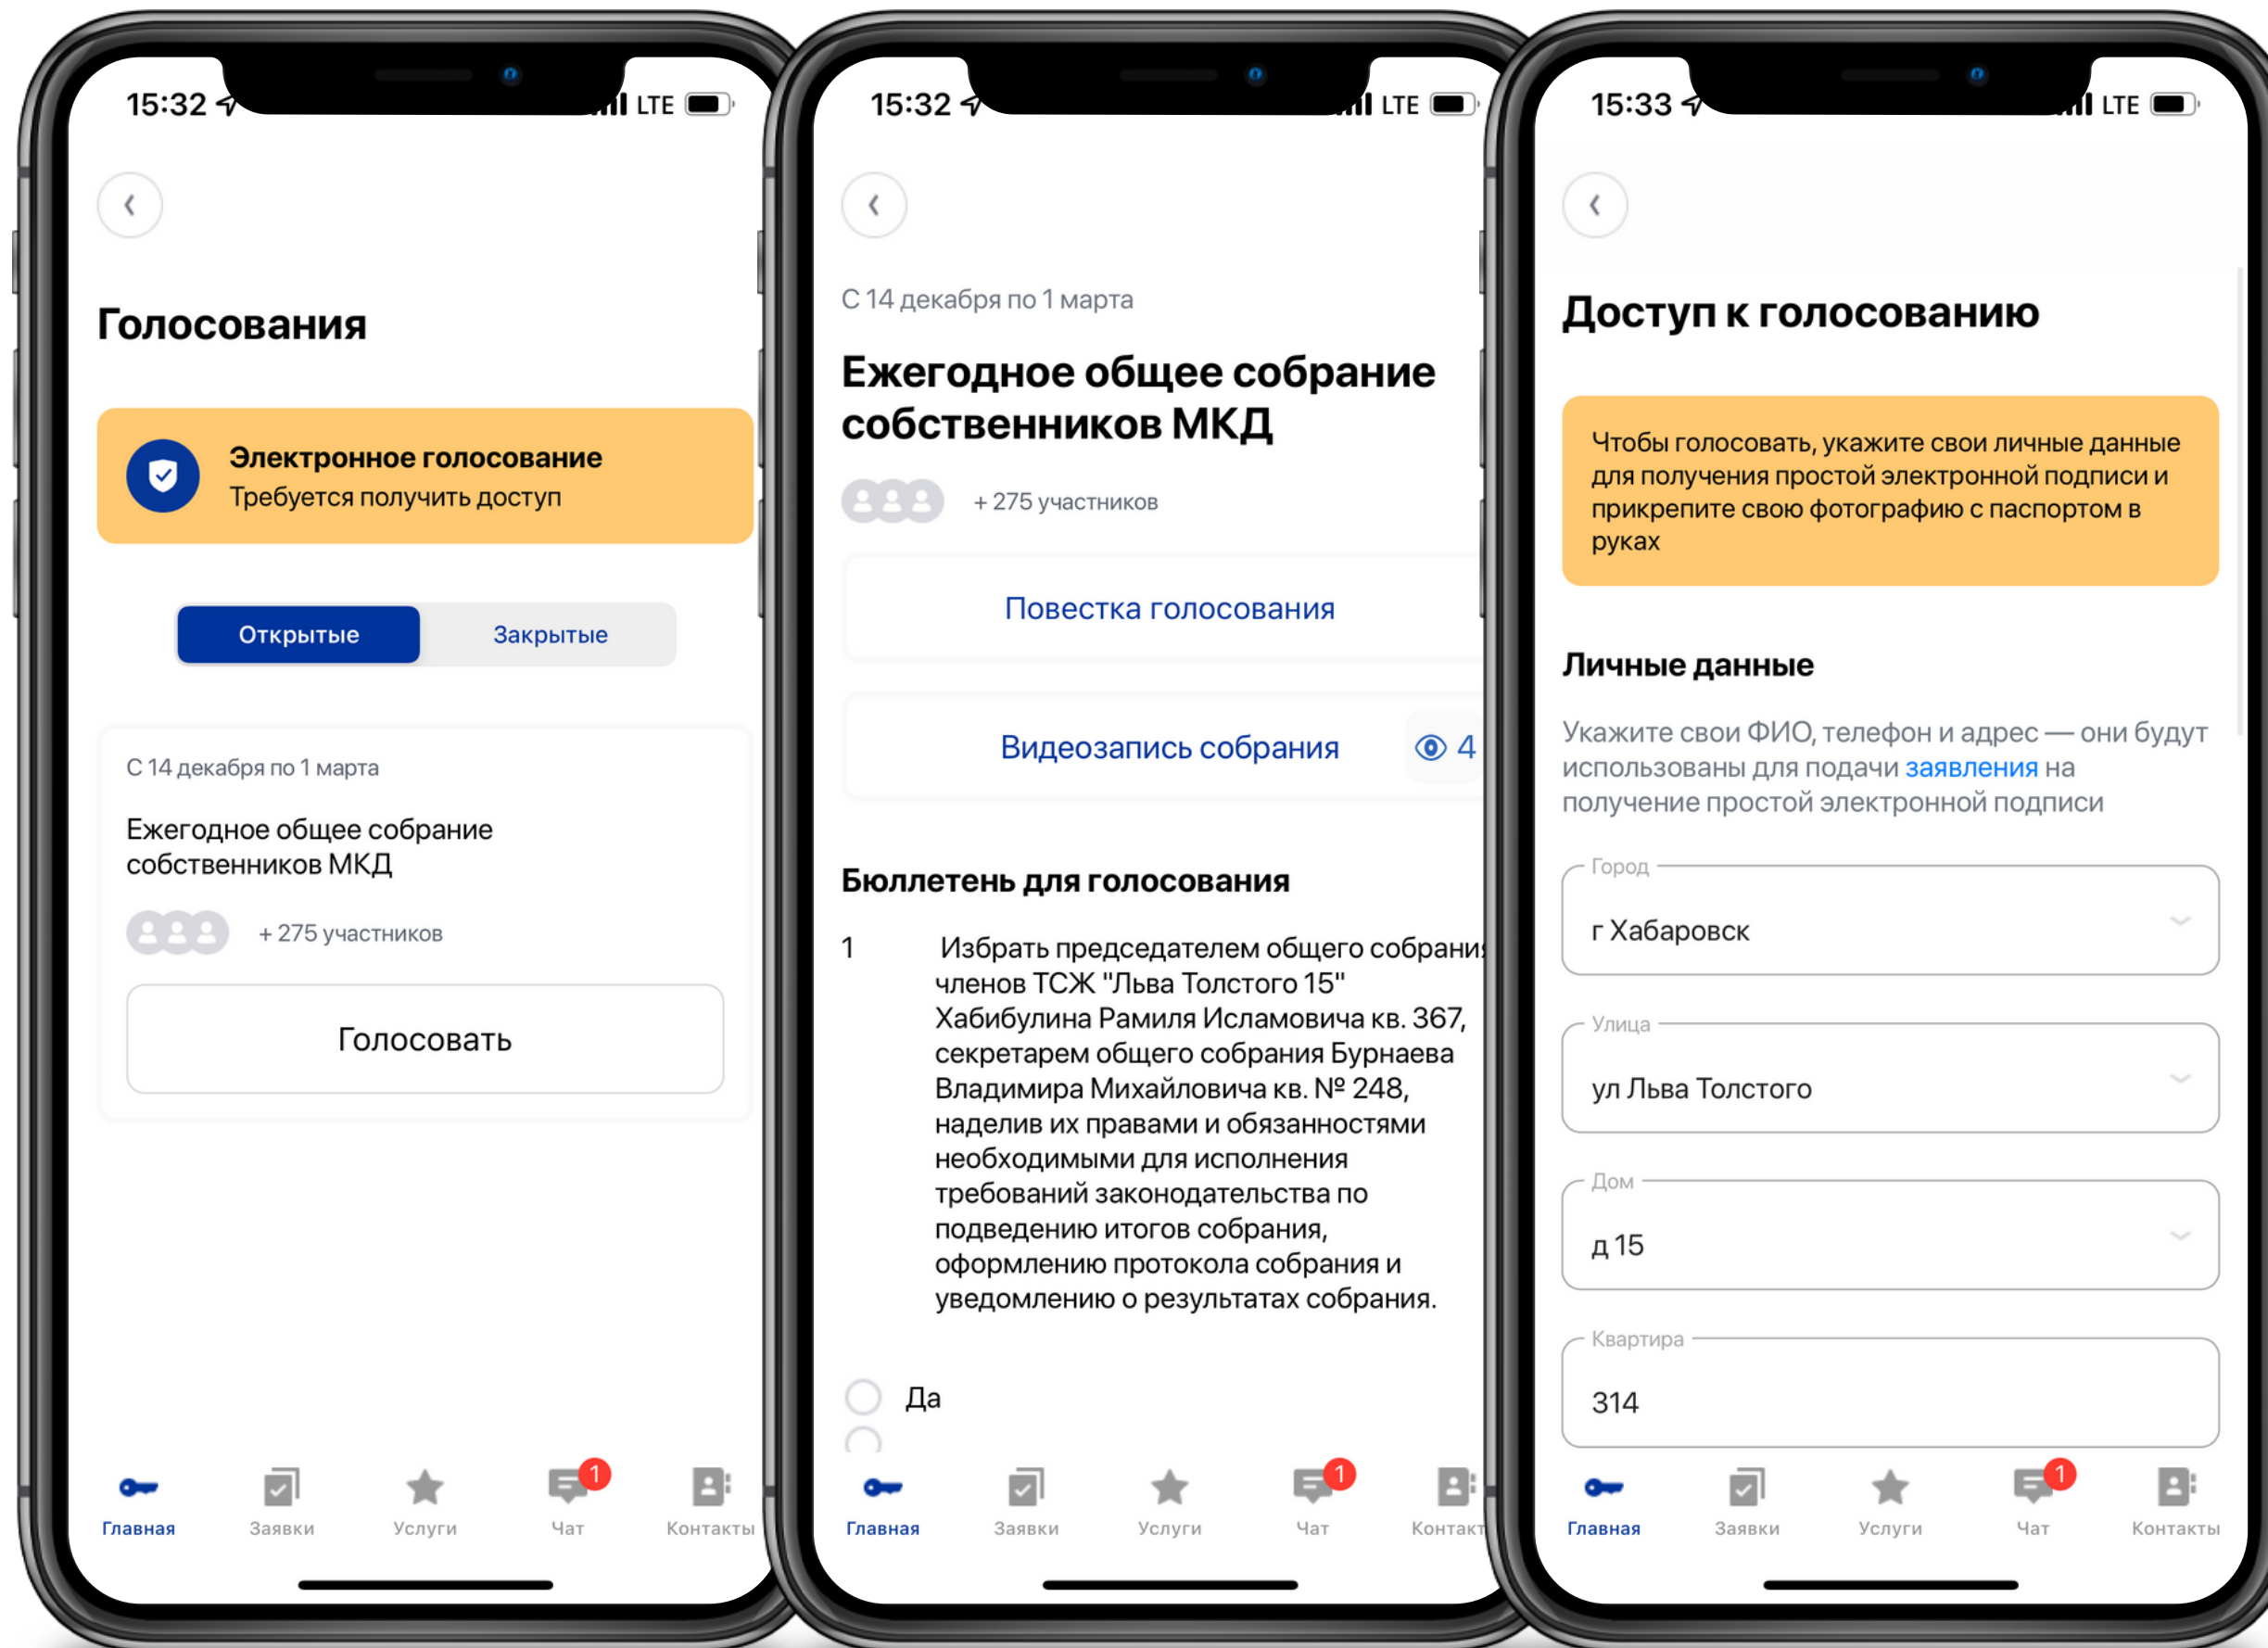 15:32
LTE
Голосования
Электронное голосование
Требуется получить доступ
Открытые
Закрытые
С 14 декабря по 1 марта
Ежегодное общее собрание
собственников МКД
+ 275 участников
Голосовать
Главная
Заявки
Услуги
1
Чат
Контакты
15:32
LTE
С 14 декабря по 1 марта
Ежегодное общее собрание
собственников МКД
+ 275 участников
Повестка голосования
Видеозапись собрания
4
Бюллетень для голосования
1 Избрать председателем общего собрания
членов ТСЖ "Льва Толстого 15"
Хабибулина Рамиля Исламовича кв. 367,
секретарем общего собрания Бурнаева
Владимира Михайловича кв. № 248,
наделив их правами и обязанностями
необходимыми для исполнения
требований законодательства по
подведению итогов собрания,
оформлению протокола собрания и
уведомлению о результатах собрания.
Да
Главная
Заявки
Услуги
1
Чат
Контакт
15:33
LTE
Доступ к голосованию
Чтобы голосовать, укажите свои личные данные
для получения простой электронной подписи и
прикрепите свою фотографию с паспортом в
руках
Личные данные
Укажите свои ФИО, телефон и адрес — они будут
использованы для подачи заявления на
получение простой электронной подписи
Город
г Хабаровск
Улица
ул Льва Толстого
Дом
д 15
Квартира
314
Главная
Заявки
Услуги
1
Чат
Контакты